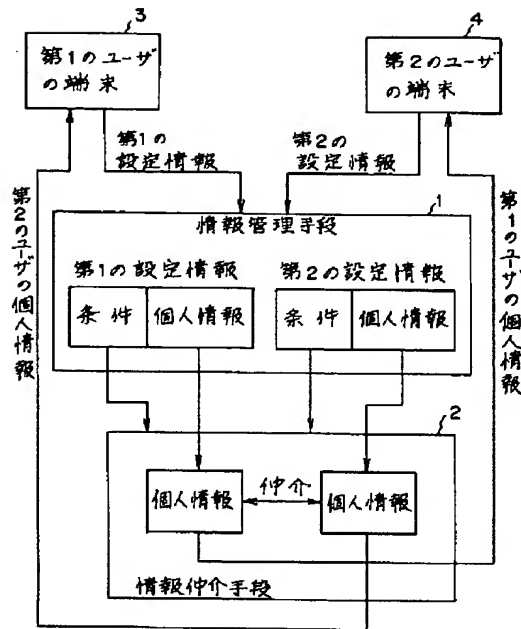 3
4
第1のユーザ
の端末
第2のユーザ
の端末
第1の
設定情報
第2の
設定情報
第2のユーザの個人情報
第1のユーザの個人情報
1
情報管理手段
第1の設定情報
第2の設定情報
条件
個人情報
条件
個人情報
2
個人情報
仲介
個人情報
情報仲介手段